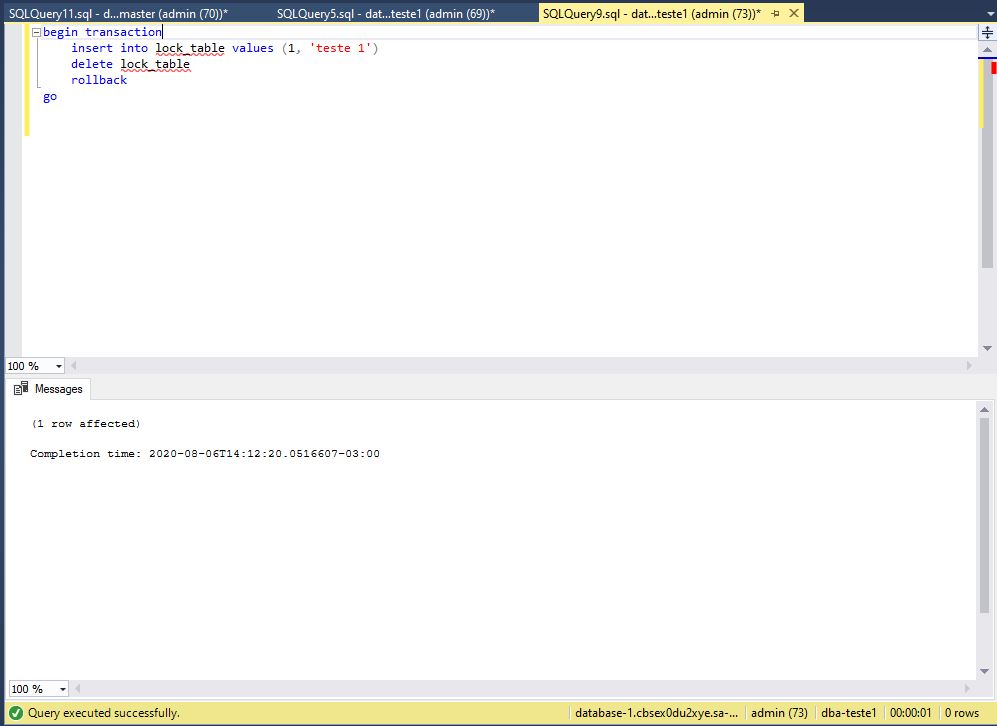 SQLQuery11.sql - d...master (admin (70))* SQLQuery5.sql - dat...teste1 (admin (69))* SQLQuery9.sql - dat...teste1 (admin (73))*
begin transaction
insert into lock_table values (1, 'teste 1')
delete lock_table
rollback
go
100 %
Messages
(1 row affected)
Completion time: 2020-08-06T14:12:20.0516607-03:00
100 %
Query executed successfully. database-1.cbsex0du2xye.sa-... admin (73) dba-teste1 00:00:01 0 rows